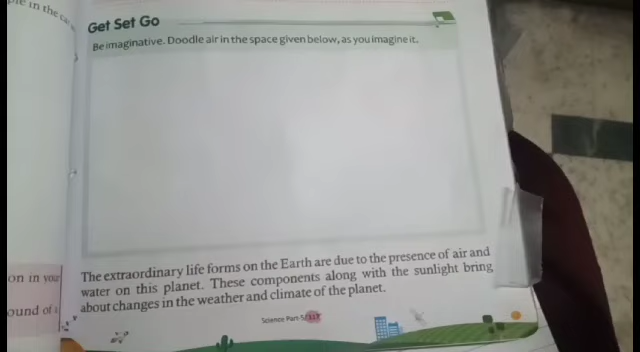 in the
Get Set Go
Be imaginative. Doodle air in the space given below, as you imagine it.
The extraordinary life forms on the Earth are due to the presence of air and
water on this planet. These components along with the sunlight bring
about changes in the weather and climate of the planet.
on in your
ound of
Science Part-5/117